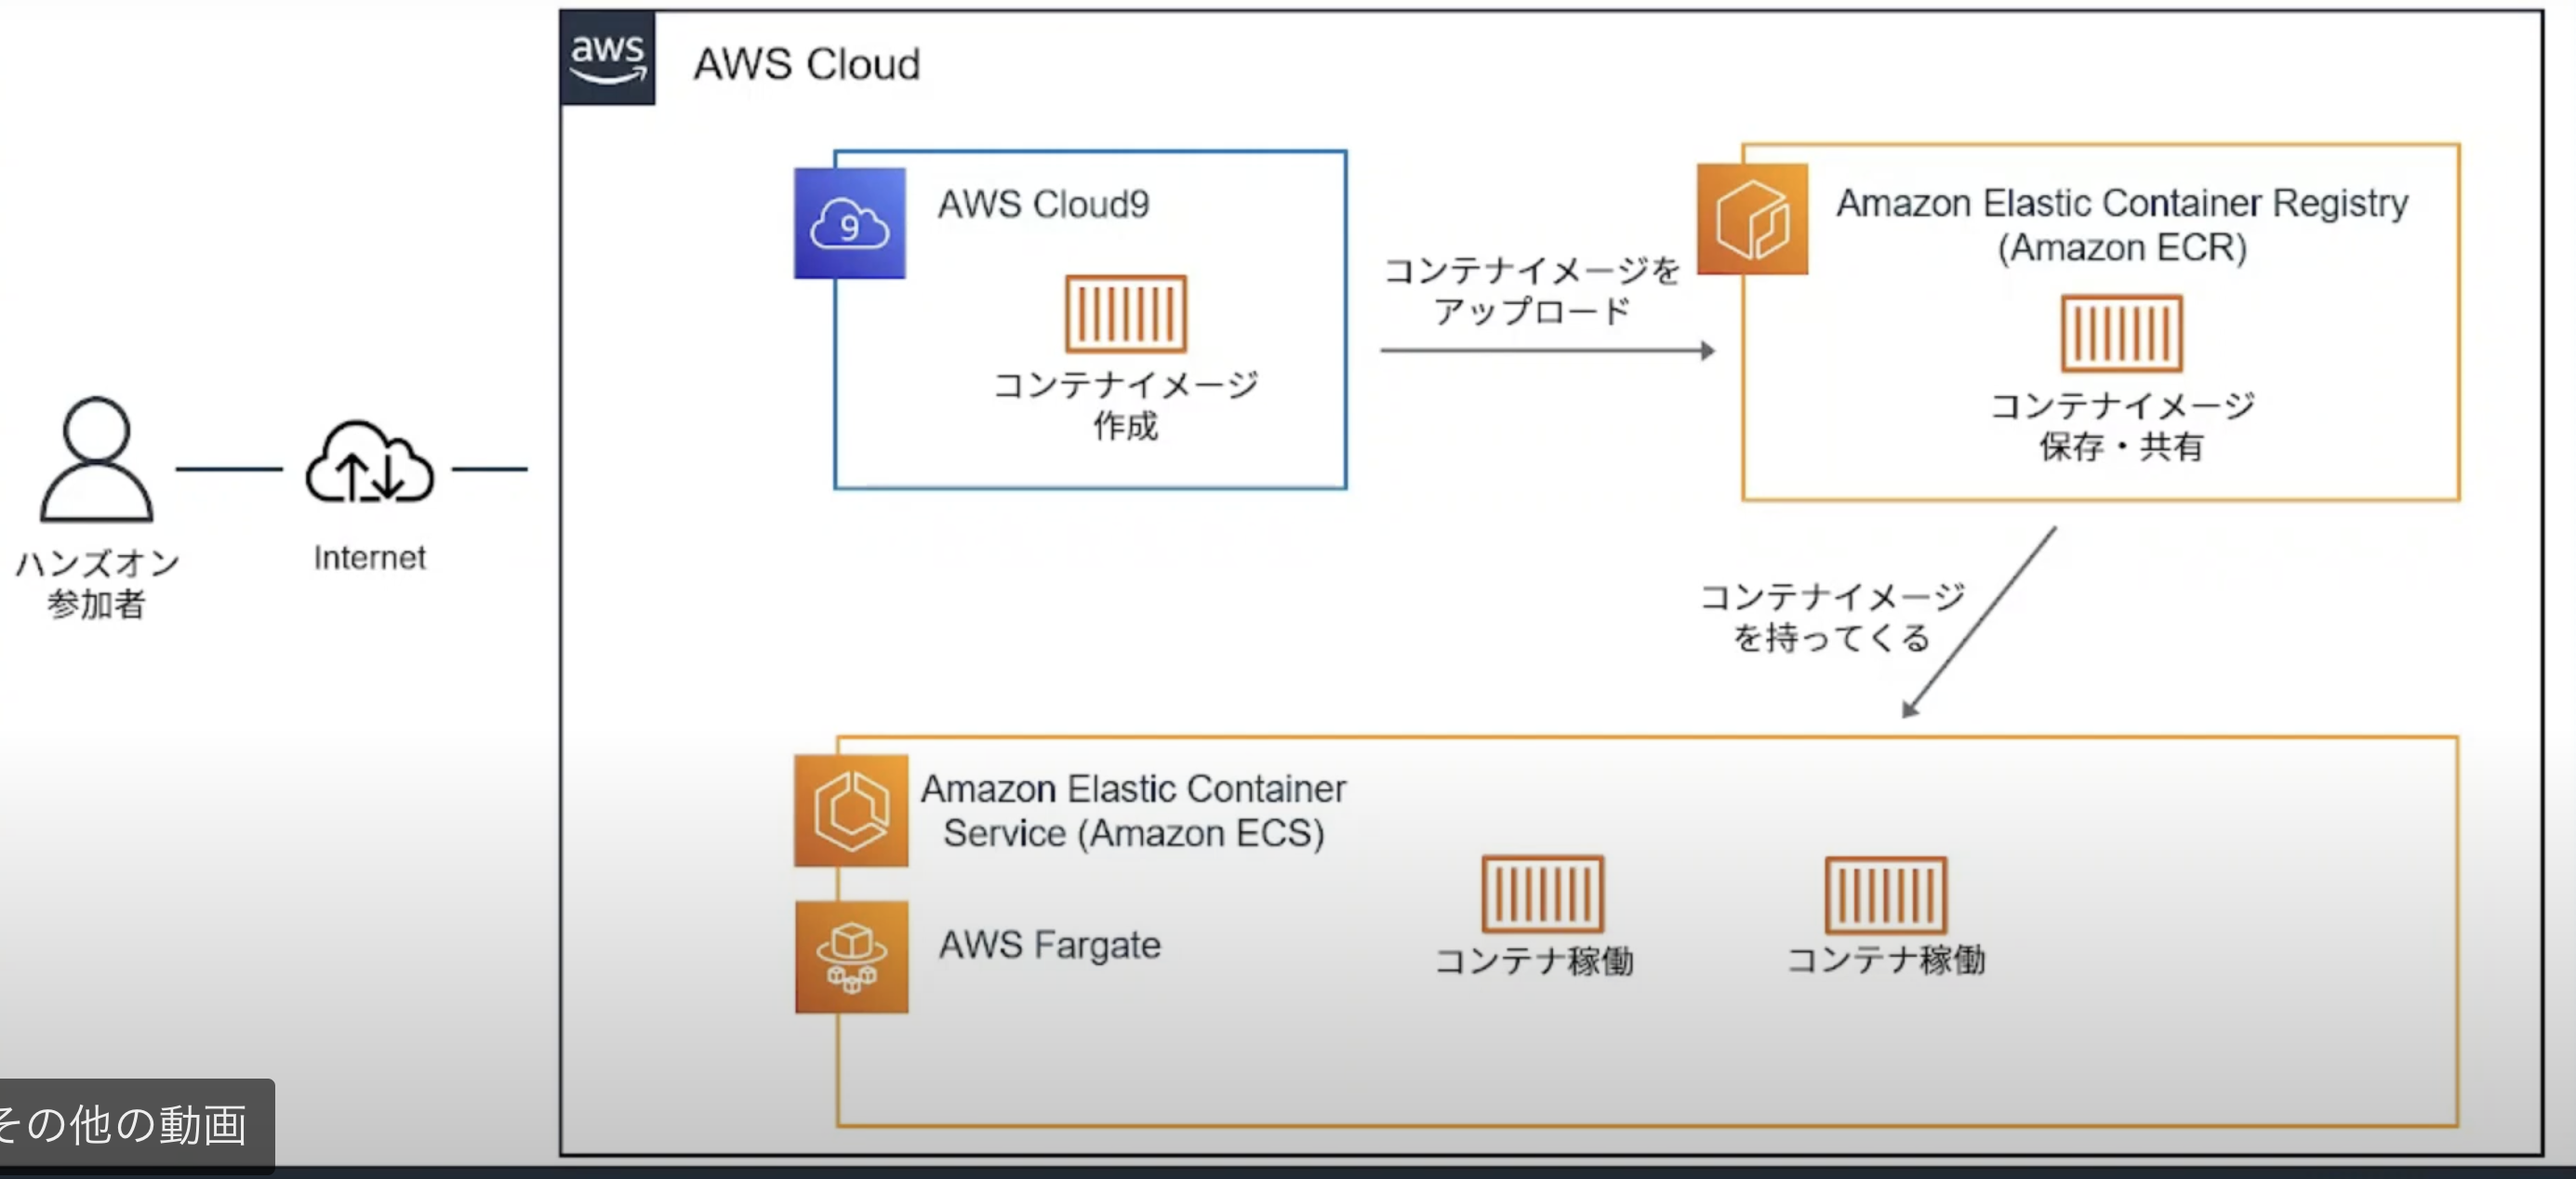 aws
AWS Cloud
AWS Cloud9
コンテナイメージ
作成
コンテナイメージを
アップロード
Amazon Elastic Container Registry
(Amazon ECR)
コンテナイメージ
保存・共有
ハンズオン
参加者
Internet
コンテナイメージ
を持ってくる
Amazon Elastic Container
Service (Amazon ECS)
AWS Fargate
コンテナ稼働
コンテナ稼働
その他の動画